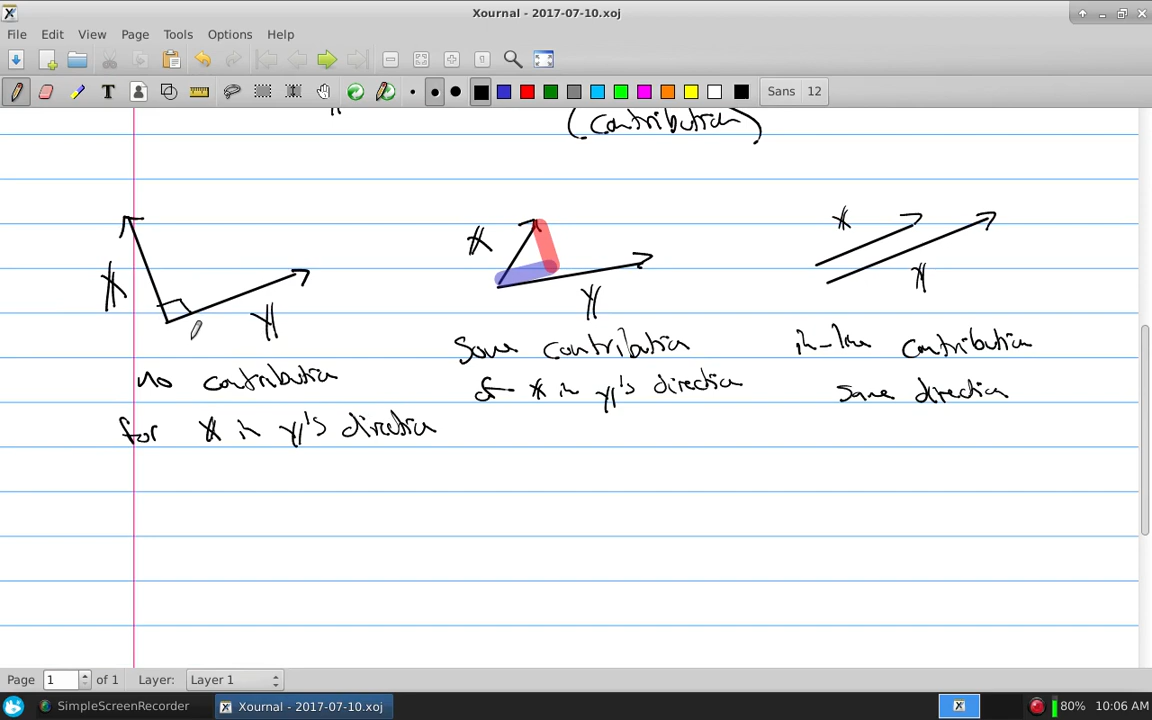 Xournal - 2017-07-10.xoj
File Edit View Page Tools Options Help
Sans 12
(contribution)
x
y
x
y
x
y
no contribution
for x in y's direction
Some contribution
of x in y's direction
in-line contribution
same direction
Page 1 of 1 Layer: Layer 1
SimpleScreenRecorder Xournal - 2017-07-10.xoj 80% 10:06 AM